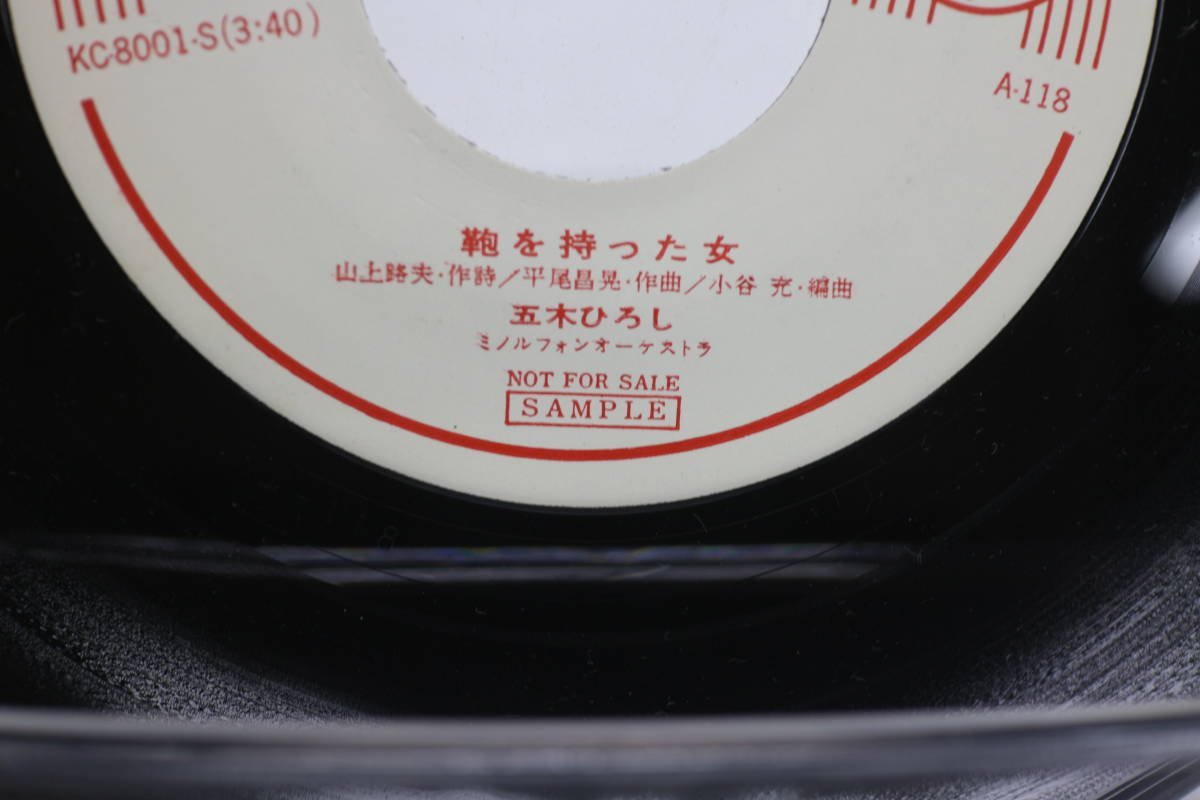 KC-8001-S(3:40)
A-118
鞄を持った女
山上路夫・作詩/平尾昌晃・作曲/小谷 充・編曲
五木ひろし
ミノルフォンオーケストラ
NOT FOR SALE
SAMPLE